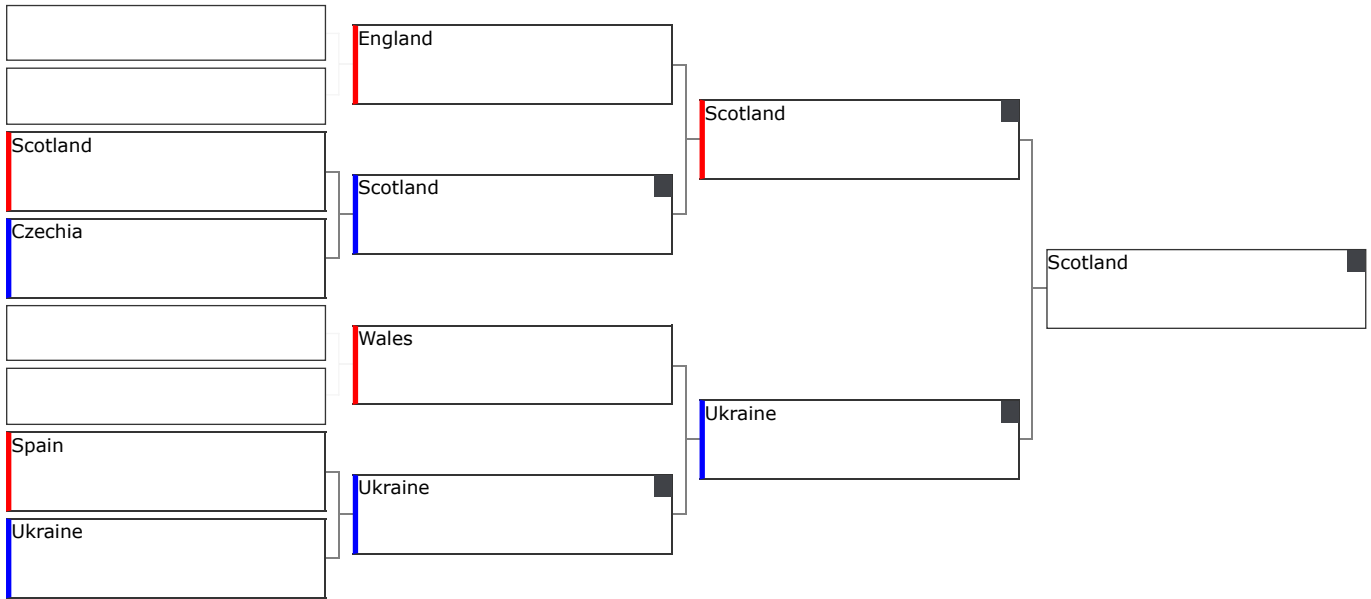 England
Scotland
Scotland
Scotland
Czechia
Scotland
Wales
Ukraine
Spain
Ukraine
Ukraine